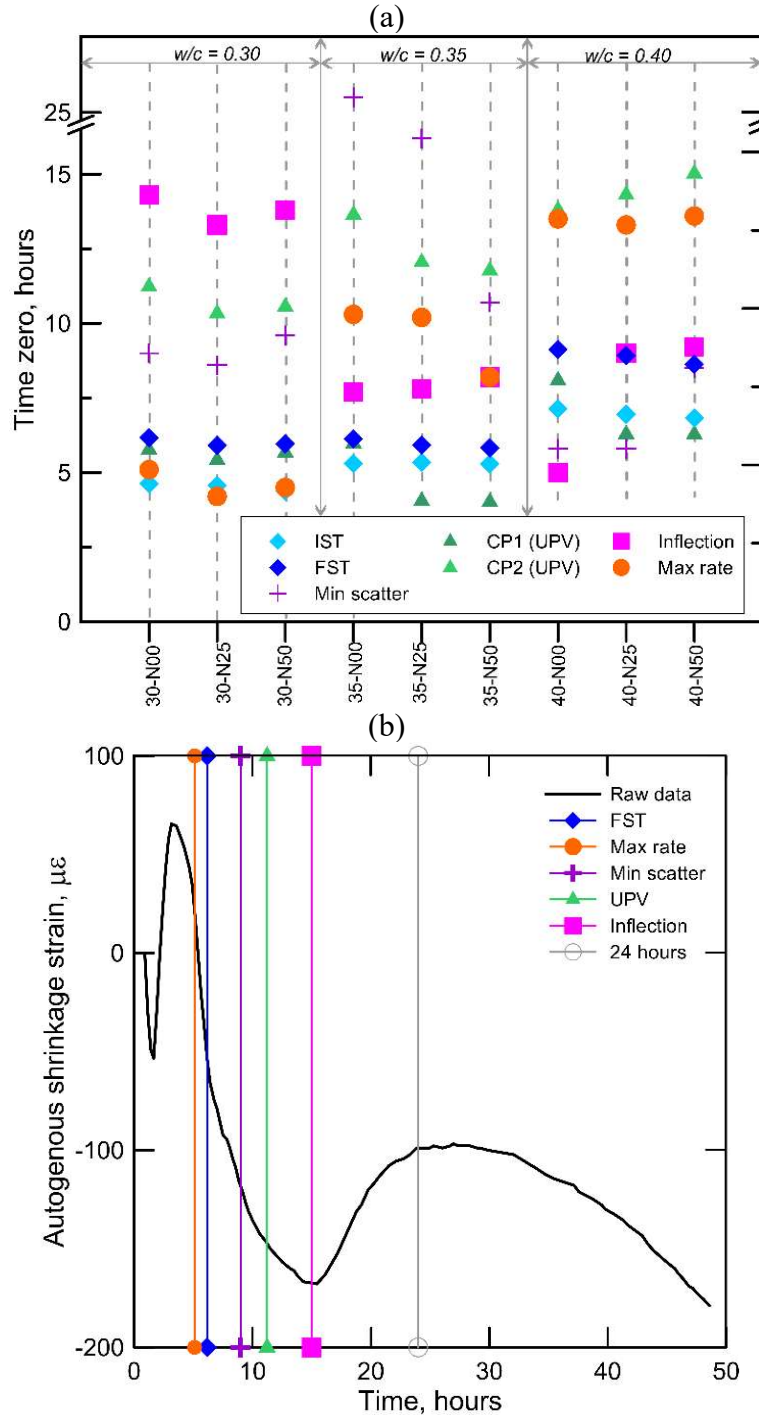 (a)
w/c = 0.30
w/c = 0.35
w/c = 0.40
25
15
10
5
0
Time zero, hours
IST
FST
Min scatter
CP1 (UPV)
CP2 (UPV)
Inflection
Max rate
30-N00
30-N25
30-N50
35-N00
35-N25
35-N50
40-N00
40-N25
40-N50
(b)
100
0
-100
-200
Autogenous shrinkage strain, με
Raw data
FST
Max rate
Min scatter
UPV
Inflection
24 hours
0
10
20
30
40
50
Time, hours